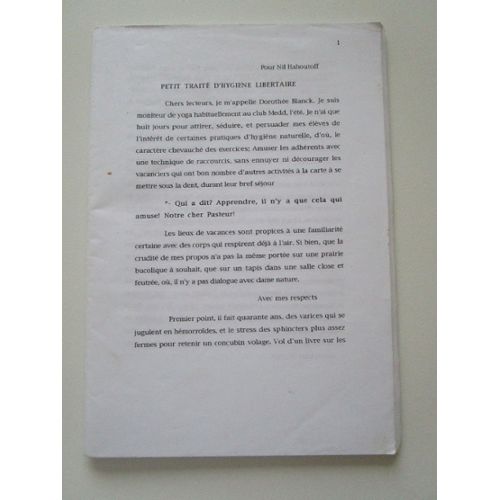 1
Pour Nil Hahoutoff
PETIT TRAITÉ D'HYGIENE LIBERTAIRE
Chers lecteurs, je m'appelle Dorothée Blanck. Je suis
moniteur de yoga habituellement au club Medd, l'été. Je n'ai que
huit jours pour attirer, séduire, et persuader mes élèves de
l'intérêt de certaines pratiques d'hygiène naturelle, d'où, le
caractère chevauché des exercices: Amuser les adhérents avec
une technique de raccourcis, sans ennuyer ni décourager les
vacanciers qui ont bon nombre d'autres activités à la carte à se
mettre sous la dent, durant leur bref séjour
*- Qui a dit? Apprendre, il n'y a que cela qui
amuse! Notre cher Pasteur!
Les lieux de vacances sont propices à une familiarité
certaine avec des corps qui respirent déjà à l'air. Si bien, que la
crudité de mes propos n'a pas la même portée sur une prairie
bucolique à souhait, que sur un tapis dans une salle close et
feutrée, où, il n'y a pas dialogue avec dame nature.
Avec mes respects
Premier point, il fait quarante ans, des varices qui se
jugulent en hémorroïdes, et le stress des sphincters plus assez
fermes pour retenir un concubin volage. Vol d'un livre sur les